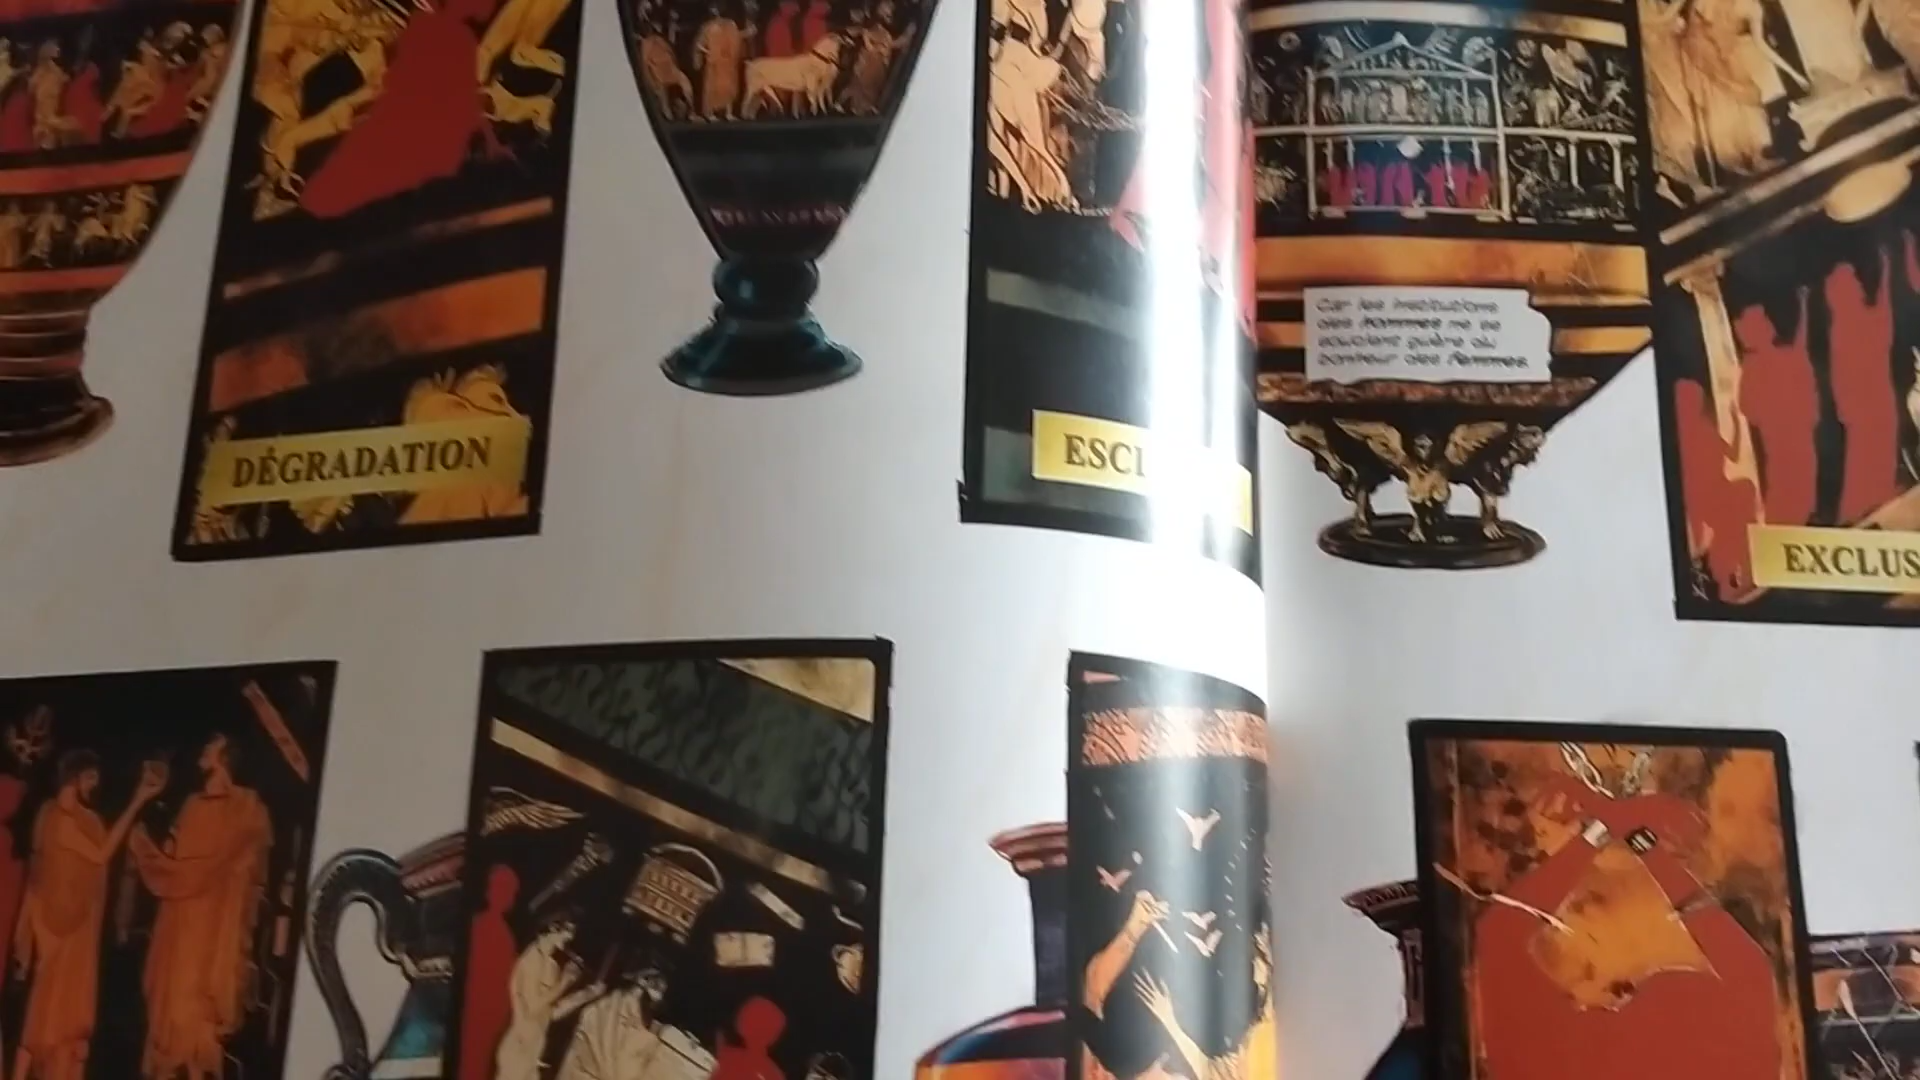 DÉGRADATION
ESCL
Car les institutions
des hommes ne se
soucient guère du
bonheur des femmes.
EXCLUS